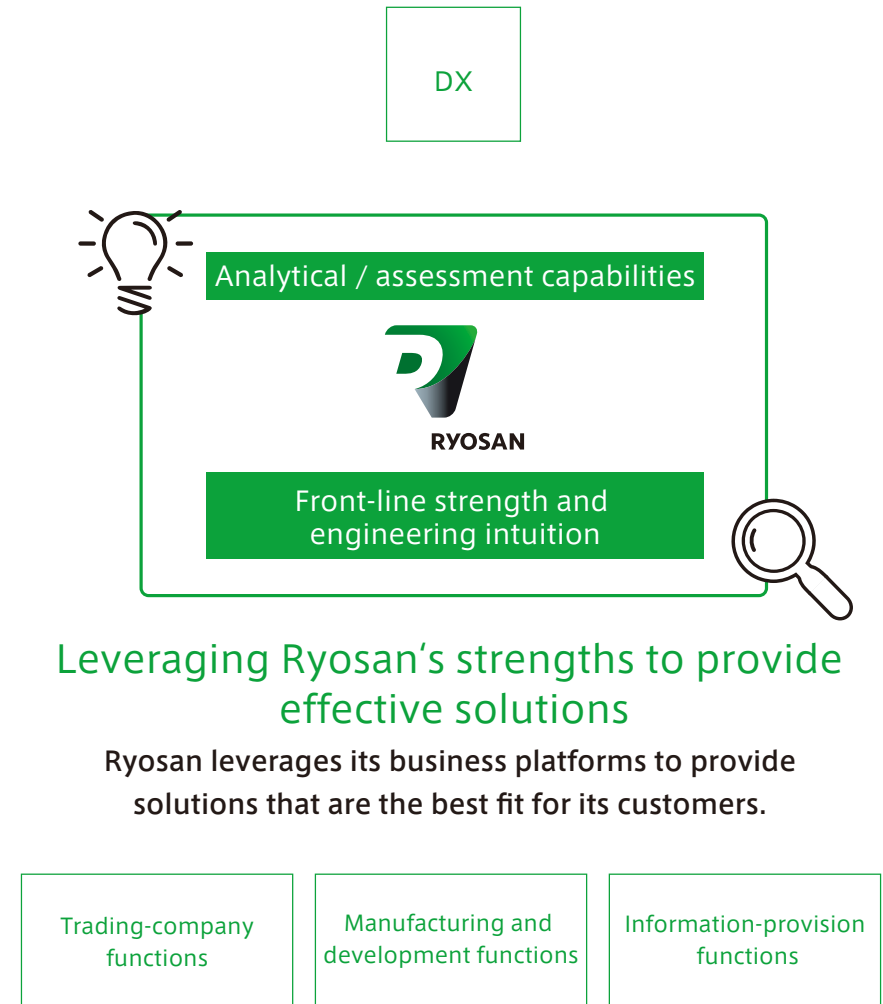 DX
Analytical / assessment capabilities
RYOSAN
Front-line strength and
engineering intuition
Leveraging Ryosan‘s strengths to provide
effective solutions
Ryosan leverages its business platforms to provide
solutions that are the best fit for its customers.
Trading-company
functions
Manufacturing and
development functions
Information-provision
functions